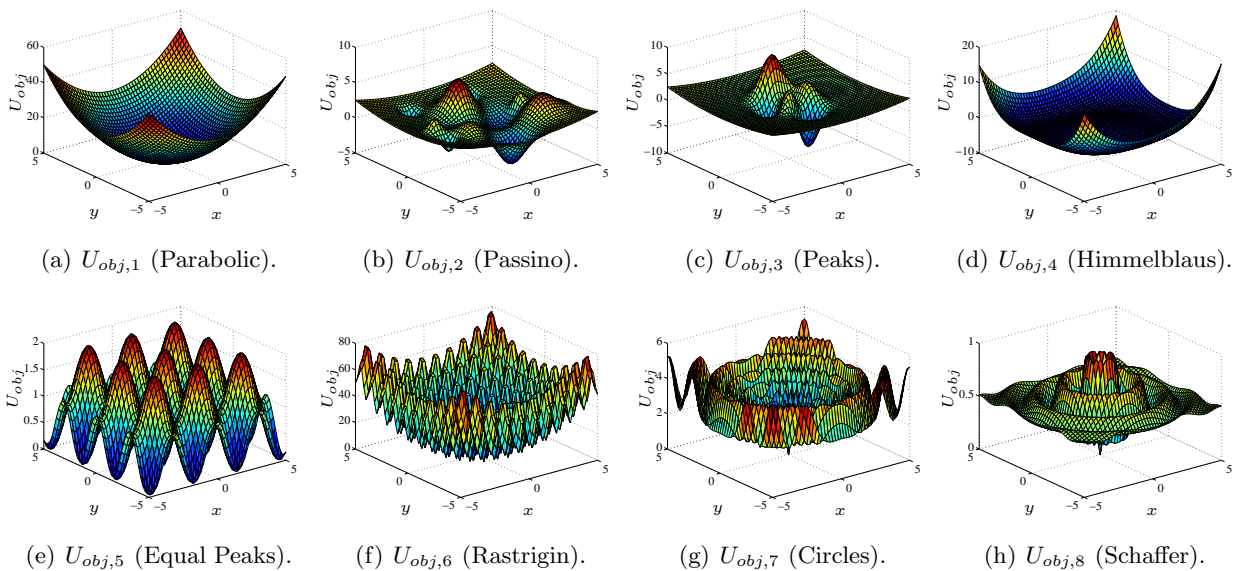 60
40
20
0
5
0
−5
−5
0
5
U_obj
y
x
(a) U_obj,1 (Parabolic).
10
5
0
−5
5
0
−5
−5
0
5
U_obj
y
x
(b) U_obj,2 (Passino).
10
5
0
−5
−10
5
0
−5
−5
0
5
U_obj
y
x
(c) U_obj,3 (Peaks).
20
10
0
−10
5
0
−5
−5
0
5
U_obj
y
x
(d) U_obj,4 (Himmelblaus).
2
1.5
1
0.5
0
5
0
−5
−5
0
5
U_obj
y
x
(e) U_obj,5 (Equal Peaks).
80
60
40
20
0
5
0
−5
−5
0
5
U_obj
y
x
(f) U_obj,6 (Rastrigin).
6
4
2
0
5
0
−5
−5
0
5
U_obj
y
x
(g) U_obj,7 (Circles).
1
0.5
0
5
0
−5
−5
0
5
U_obj
y
x
(h) U_obj,8 (Schaffer).